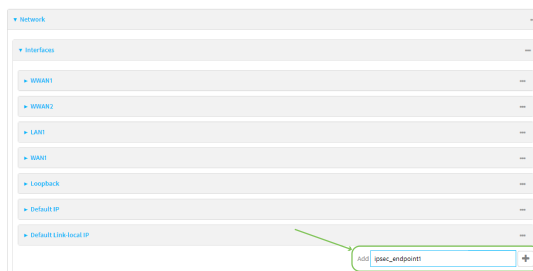 Network
Interfaces
WWAN1
WWAN2
LAN1
WAN1
Loopback
Default IP
Default Link-local IP
Add ipsec_endpoint1